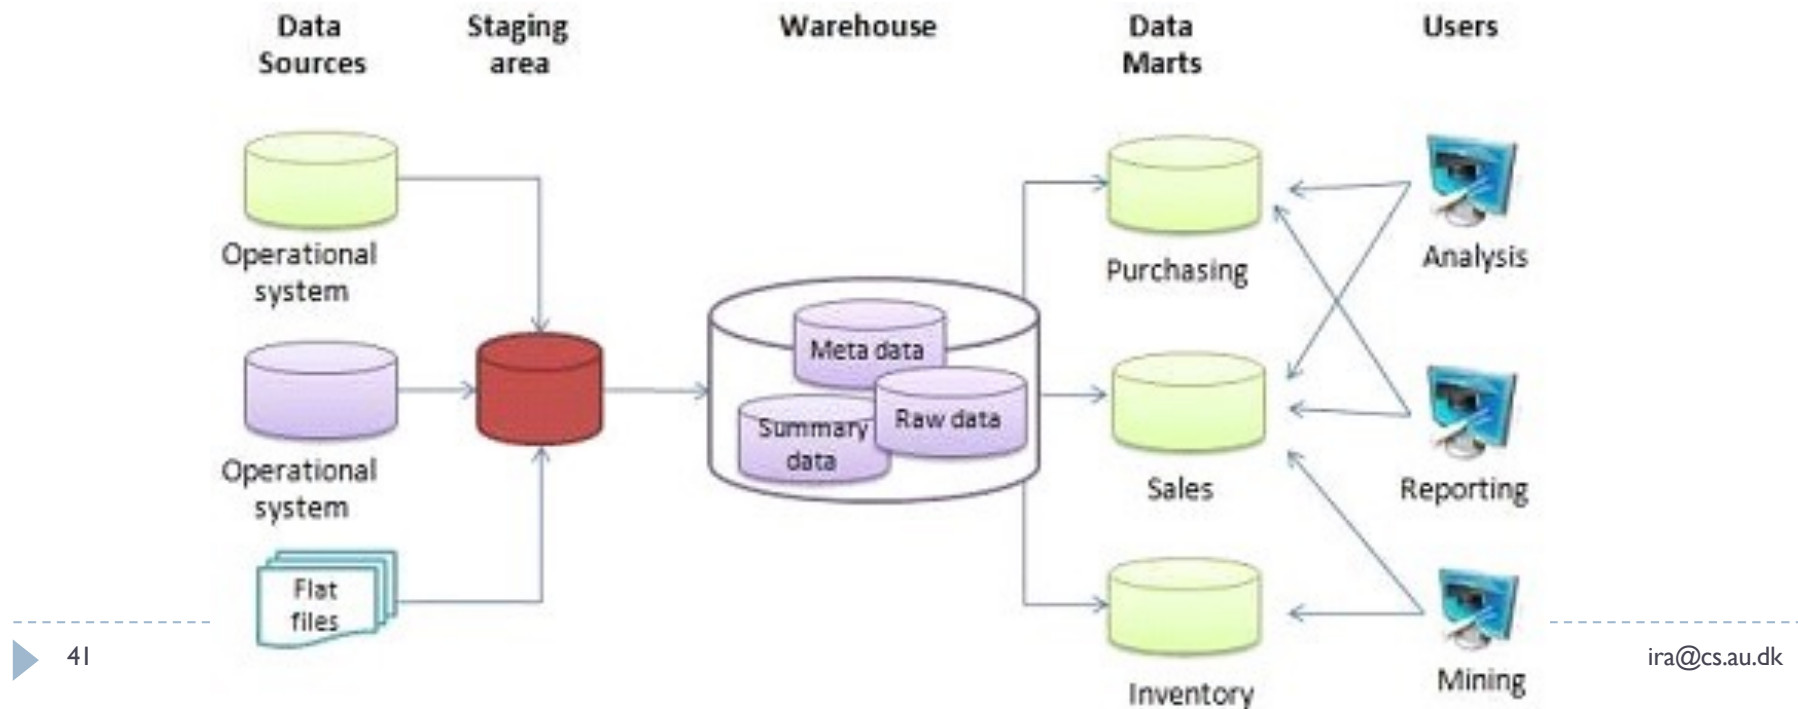 Data
Sources
Staging
area
Warehouse
Data
Marts
Users
Operational
system
Operational
system
Flat
files
Meta data
Summary
data
Raw data
Purchasing
Sales
Inventory
Analysis
Reporting
Mining
41
ira@cs.au.dk